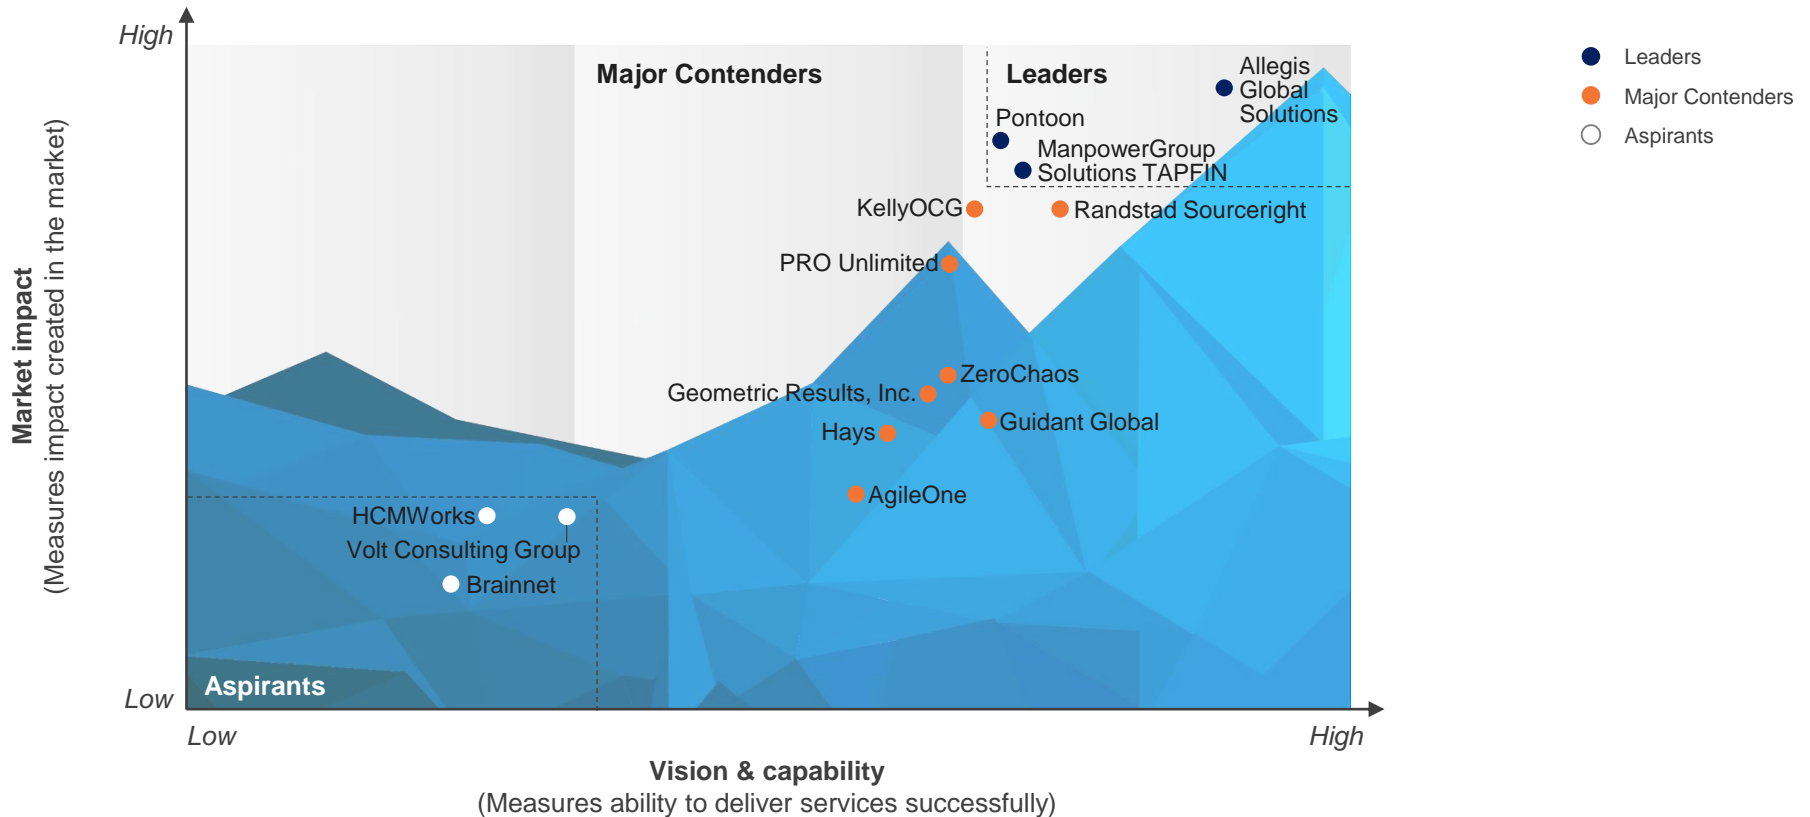 High
Major Contenders
Leaders
Allegis
Global
Solutions
Pontoon
ManpowerGroup
Solutions TAPFIN
KellyOCG
Randstad Sourceright
PRO Unlimited
ZeroChaos
Geometric Results, Inc.
Guidant Global
Hays
AgileOne
HCMWorks
Volt Consulting Group
Brainnet
Aspirants
Low
Low
High
Vision & capability
(Measures ability to deliver services successfully)
Market impact
(Measures impact created in the market)
Leaders
Major Contenders
Aspirants